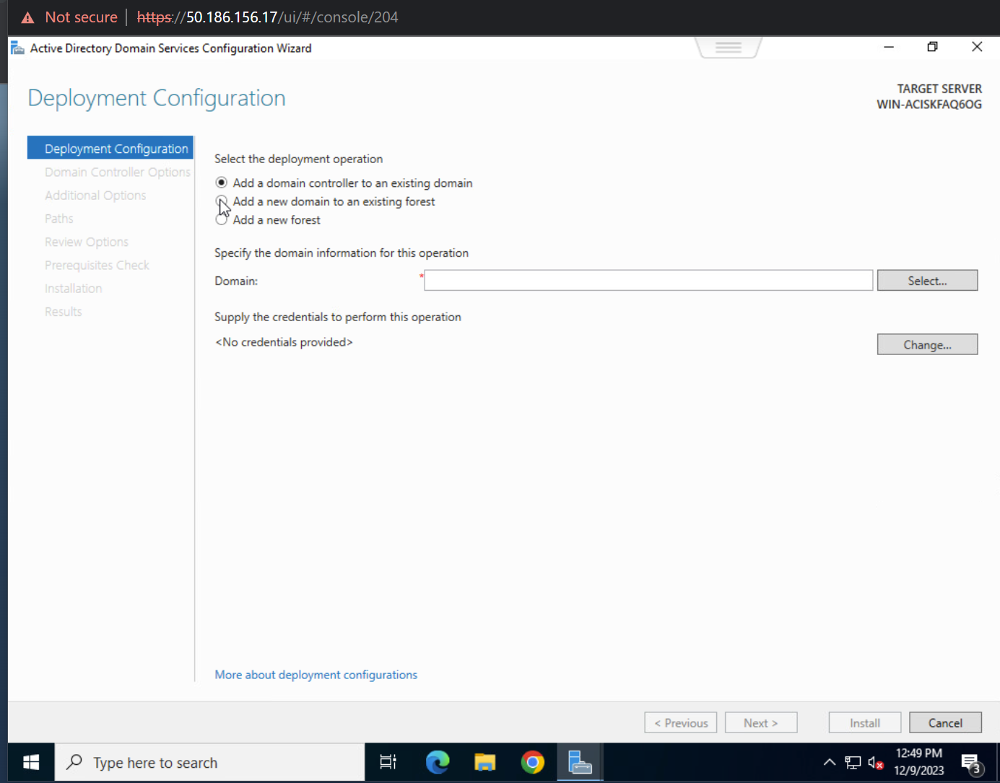 Not secure | https://50.186.156.17/ui/#/console/204
Active Directory Domain Services Configuration Wizard
Deployment Configuration
TARGET SERVER
WIN-ACISKFAQ6OG
Deployment Configuration
Domain Controller Options
Additional Options
Paths
Review Options
Prerequisites Check
Installation
Results
Select the deployment operation
Add a domain controller to an existing domain
Add a new domain to an existing forest
Add a new forest
Specify the domain information for this operation
Domain: *
Select...
Supply the credentials to perform this operation
<No credentials provided>
Change...
More about deployment configurations
< Previous
Next >
Install
Cancel
Type here to search
12:49 PM
12/9/2023
3